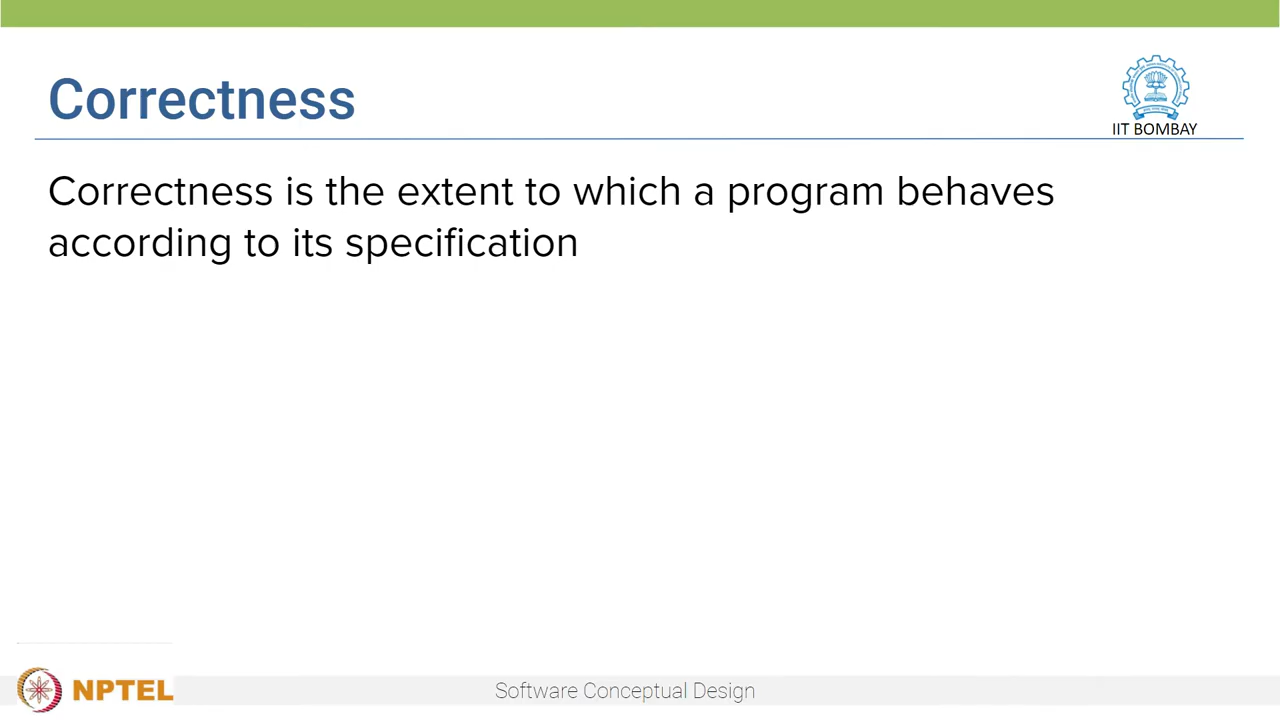 Correctness
IIT BOMBAY
Correctness is the extent to which a program behaves
according to its specification
NPTEL
Software Conceptual Design